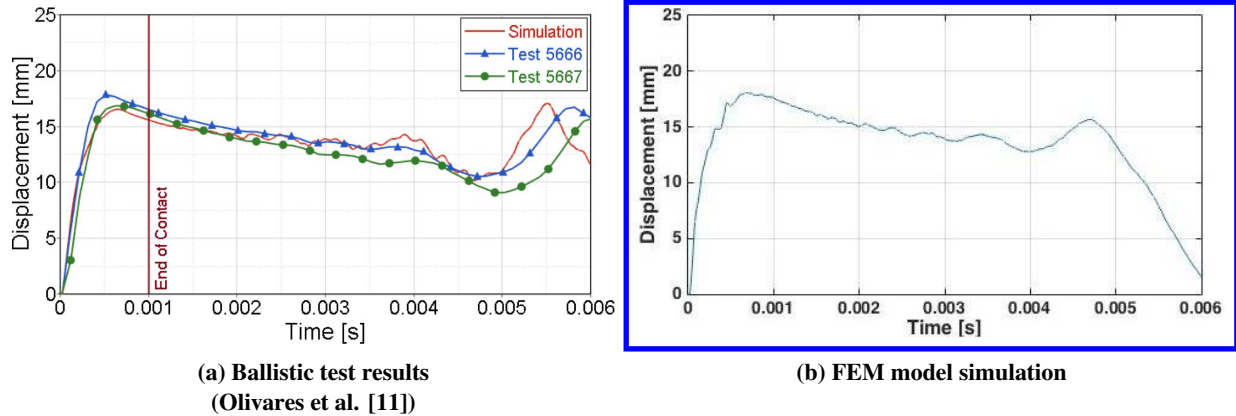 25
20
15
10
5
0
Displacement [mm]
Simulation
Test 5666
Test 5667
End of Contact
0 0.001 0.002 0.003 0.004 0.005 0.006
Time [s]
(a) Ballistic test results
(Olivares et al. [11])
25
20
15
10
5
0
Displacement [mm]
0 0.001 0.002 0.003 0.004 0.005 0.006
Time [s]
(b) FEM model simulation